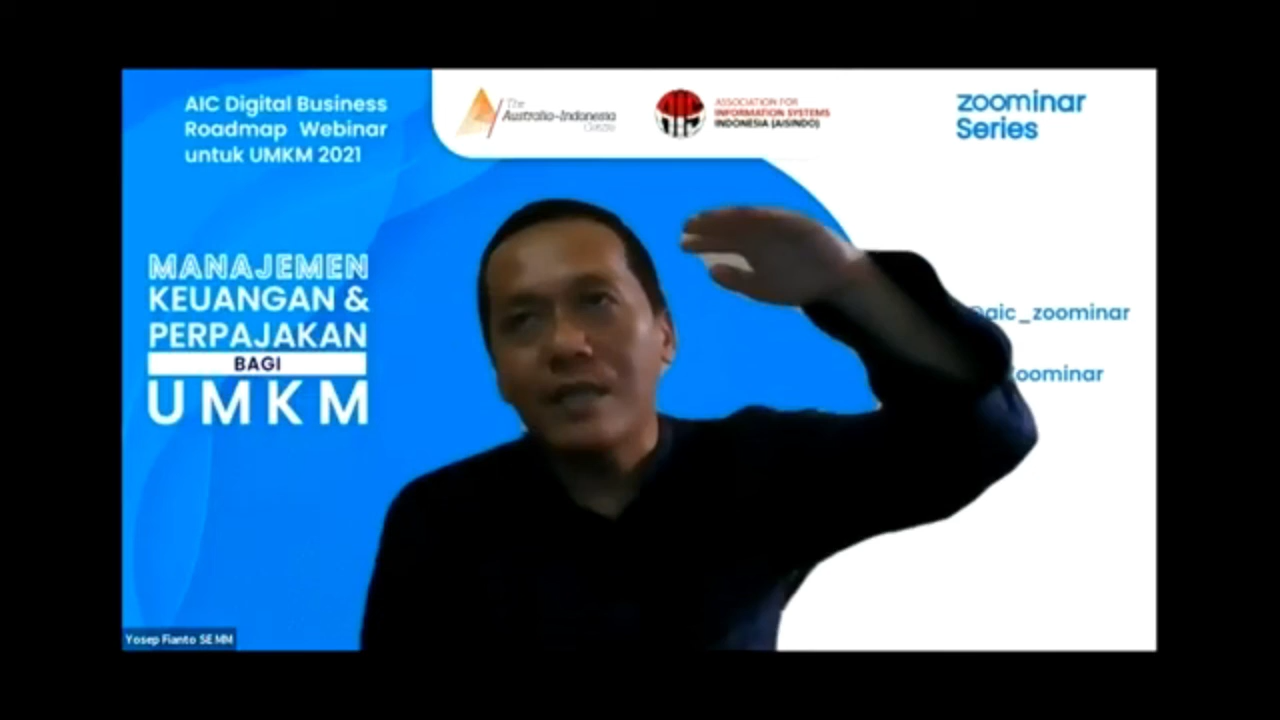 AIC Digital Business
Roadmap Webinar
untuk UMKM 2021
The
Australia-Indonesia
Centre
ASSOCIATION FOR
INFORMATION SYSTEMS
INDONESIA (AISINDO)
zoominar
Series
MANAJEMEN
KEUANGAN &
PERPAJAKAN
BAGI
UMKM
@aic_zoominar
zoominar
Yosep Fianto SE MM